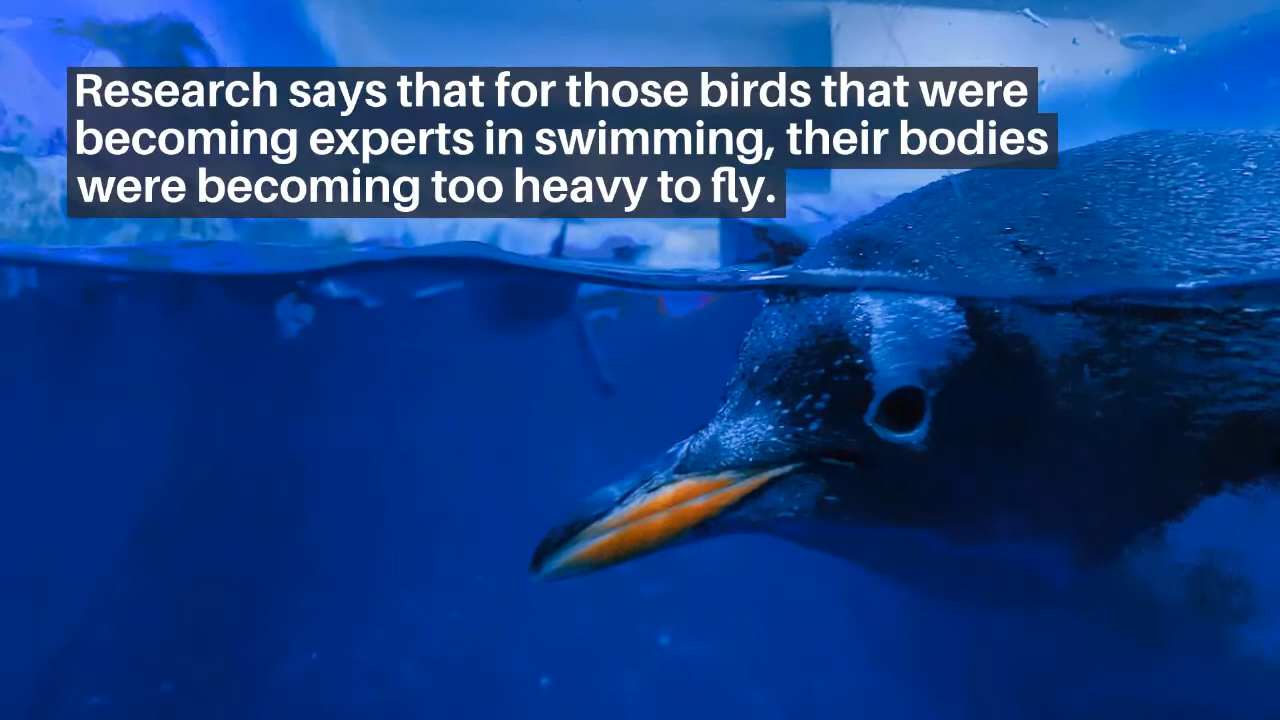 Research says that for those birds that were
becoming experts in swimming, their bodies
were becoming too heavy to fly.